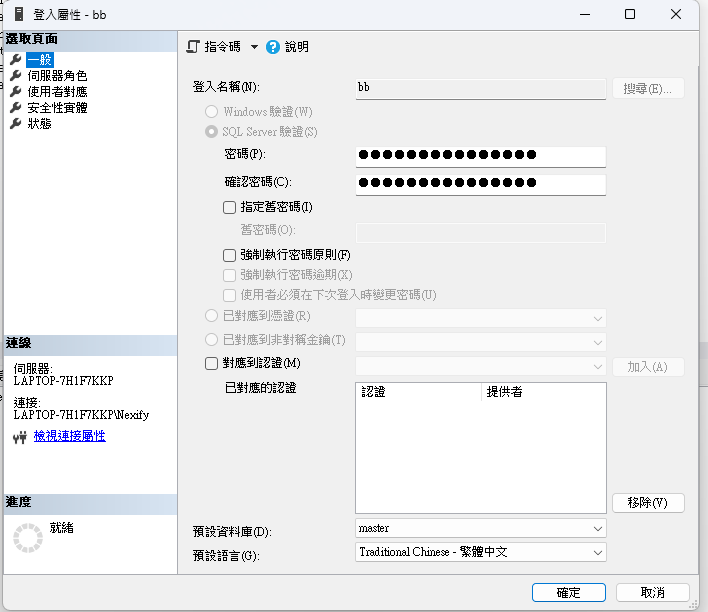 登入屬性 - bb
選取頁面
一般
伺服器角色
使用者對應
安全性實體
狀態
指令碼
說明
登入名稱(N):
bb
搜尋(E)...
Windows 驗證(W)
SQL Server 驗證(S)
密碼(P):
●●●●●●●●●●●●●●●
確認密碼(C):
●●●●●●●●●●●●●●●
指定舊密碼(I)
舊密碼(O):
強制執行密碼原則(F)
強制執行密碼逾期(X)
使用者必須在下次登入時變更密碼(U)
已對應到憑證(R)
已對應到非對稱金鑰(T)
對應到認證(M)
加入(A)
已對應的認證
認證
提供者
移除(V)
預設資料庫(D):
master
預設語言(G):
Traditional Chinese - 繁體中文
連線
伺服器:
LAPTOP-7H1F7KKP
連接:
LAPTOP-7H1F7KKP\Nexify
檢視連接屬性
進度
就緒
確定
取消